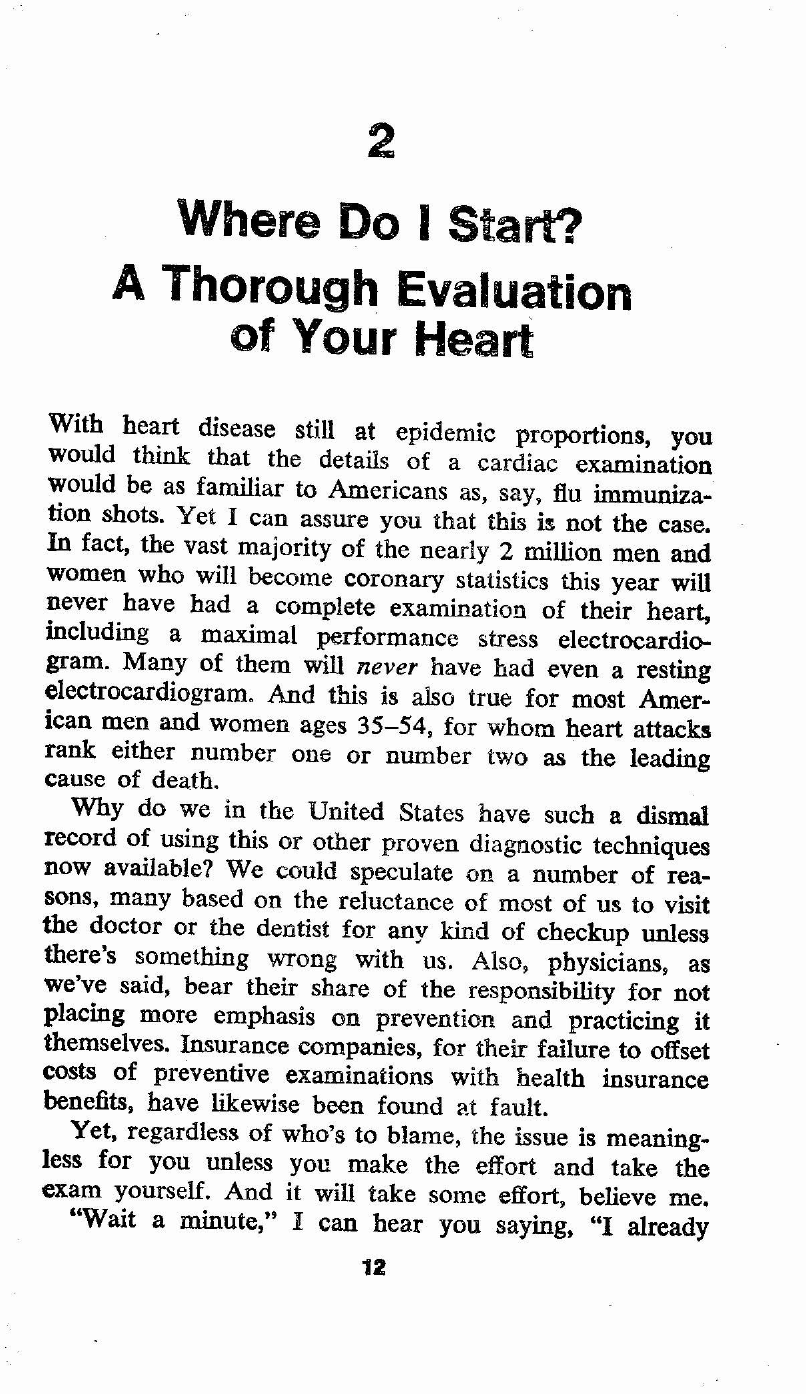 2
Where Do I Start?
A Thorough Evaluation
of Your Heart
With heart disease still at epidemic proportions, you
would think that the details of a cardiac examination
would be as familiar to Americans as, say, flu immuniza-
tion shots. Yet I can assure you that this is not the case.
In fact, the vast majority of the nearly 2 million men and
women who will become coronary statistics this year will
never have had a complete examination of their heart,
including a maximal performance stress electrocardio-
gram. Many of them will never have had even a resting
electrocardiogram. And this is also true for most Amer-
ican men and women ages 35–54, for whom heart attacks
rank either number one or number two as the leading
cause of death.
Why do we in the United States have such a dismal
record of using this or other proven diagnostic techniques
now available? We could speculate on a number of rea-
sons, many based on the reluctance of most of us to visit
the doctor or the dentist for any kind of checkup unless
there's something wrong with us. Also, physicians, as
we've said, bear their share of the responsibility for not
placing more emphasis on prevention and practicing it
themselves. Insurance companies, for their failure to offset
costs of preventive examinations with health insurance
benefits, have likewise been found at fault.
Yet, regardless of who's to blame, the issue is meaning-
less for you unless you make the effort and take the
exam yourself. And it will take some effort, believe me.
"Wait a minute," I can hear you saying, "I already
12